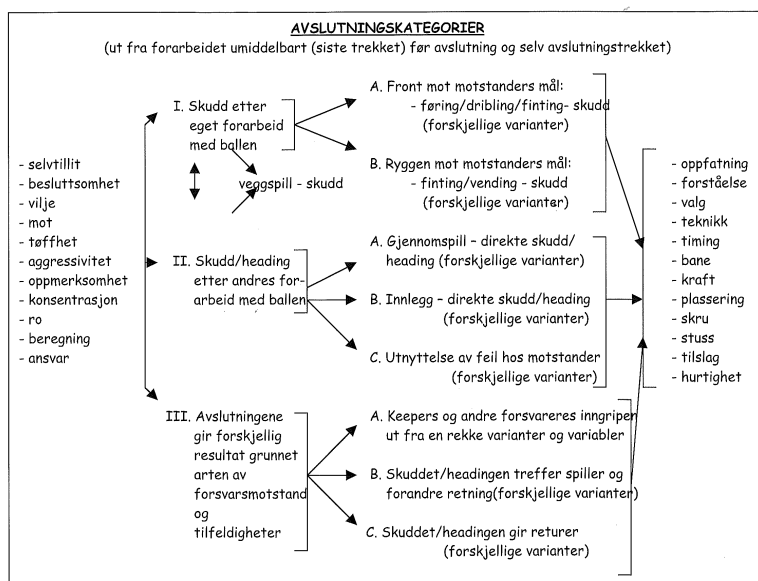 AVSLUTNINGSKATEGORIER
(ut fra forarbeidet umiddelbart (siste trekket) før avslutning og selv avslutningstrekket)
- selvtillit
- besluttsomhet
- vilje
- mot
- tøffhet
- aggressivitet
- oppmerksomhet
- konsentrasjon
- ro
- beregning
- ansvar
I. Skudd etter
eget forarbeid
med ballen
veggspill - skudd
II. Skudd/heading
etter andres for-
arbeid med ballen
III. Avslutningene
gir forskjellig
resultat grunnet
arten av
forsvarsmotstand
og
tilfeldigheter
A. Front mot motstanders mål:
- føring/dribling/finting- skudd
(forskjellige varianter)
B. Ryggen mot motstanders mål:
- finting/vending - skudd
(forskjellige varianter)
A. Gjennomspill – direkte skudd/
heading (forskjellige varianter)
B. Innlegg – direkte skudd/heading
(forskjellige varianter)
C. Utnyttelse av feil hos motstander
(forskjellige varianter)
A. Keepers og andre forsvareres inngripen
ut fra en rekke varianter og variabler
B. Skuddet/headingen treffer spiller og
forandre retning(forskjellige varianter)
C. Skuddet/headingen gir returer
(forskjellige varianter)
- oppfatning
- forståelse
- valg
- teknikk
- timing
- bane
- kraft
- plassering
- skru
- stuss
- tilslag
- hurtighet